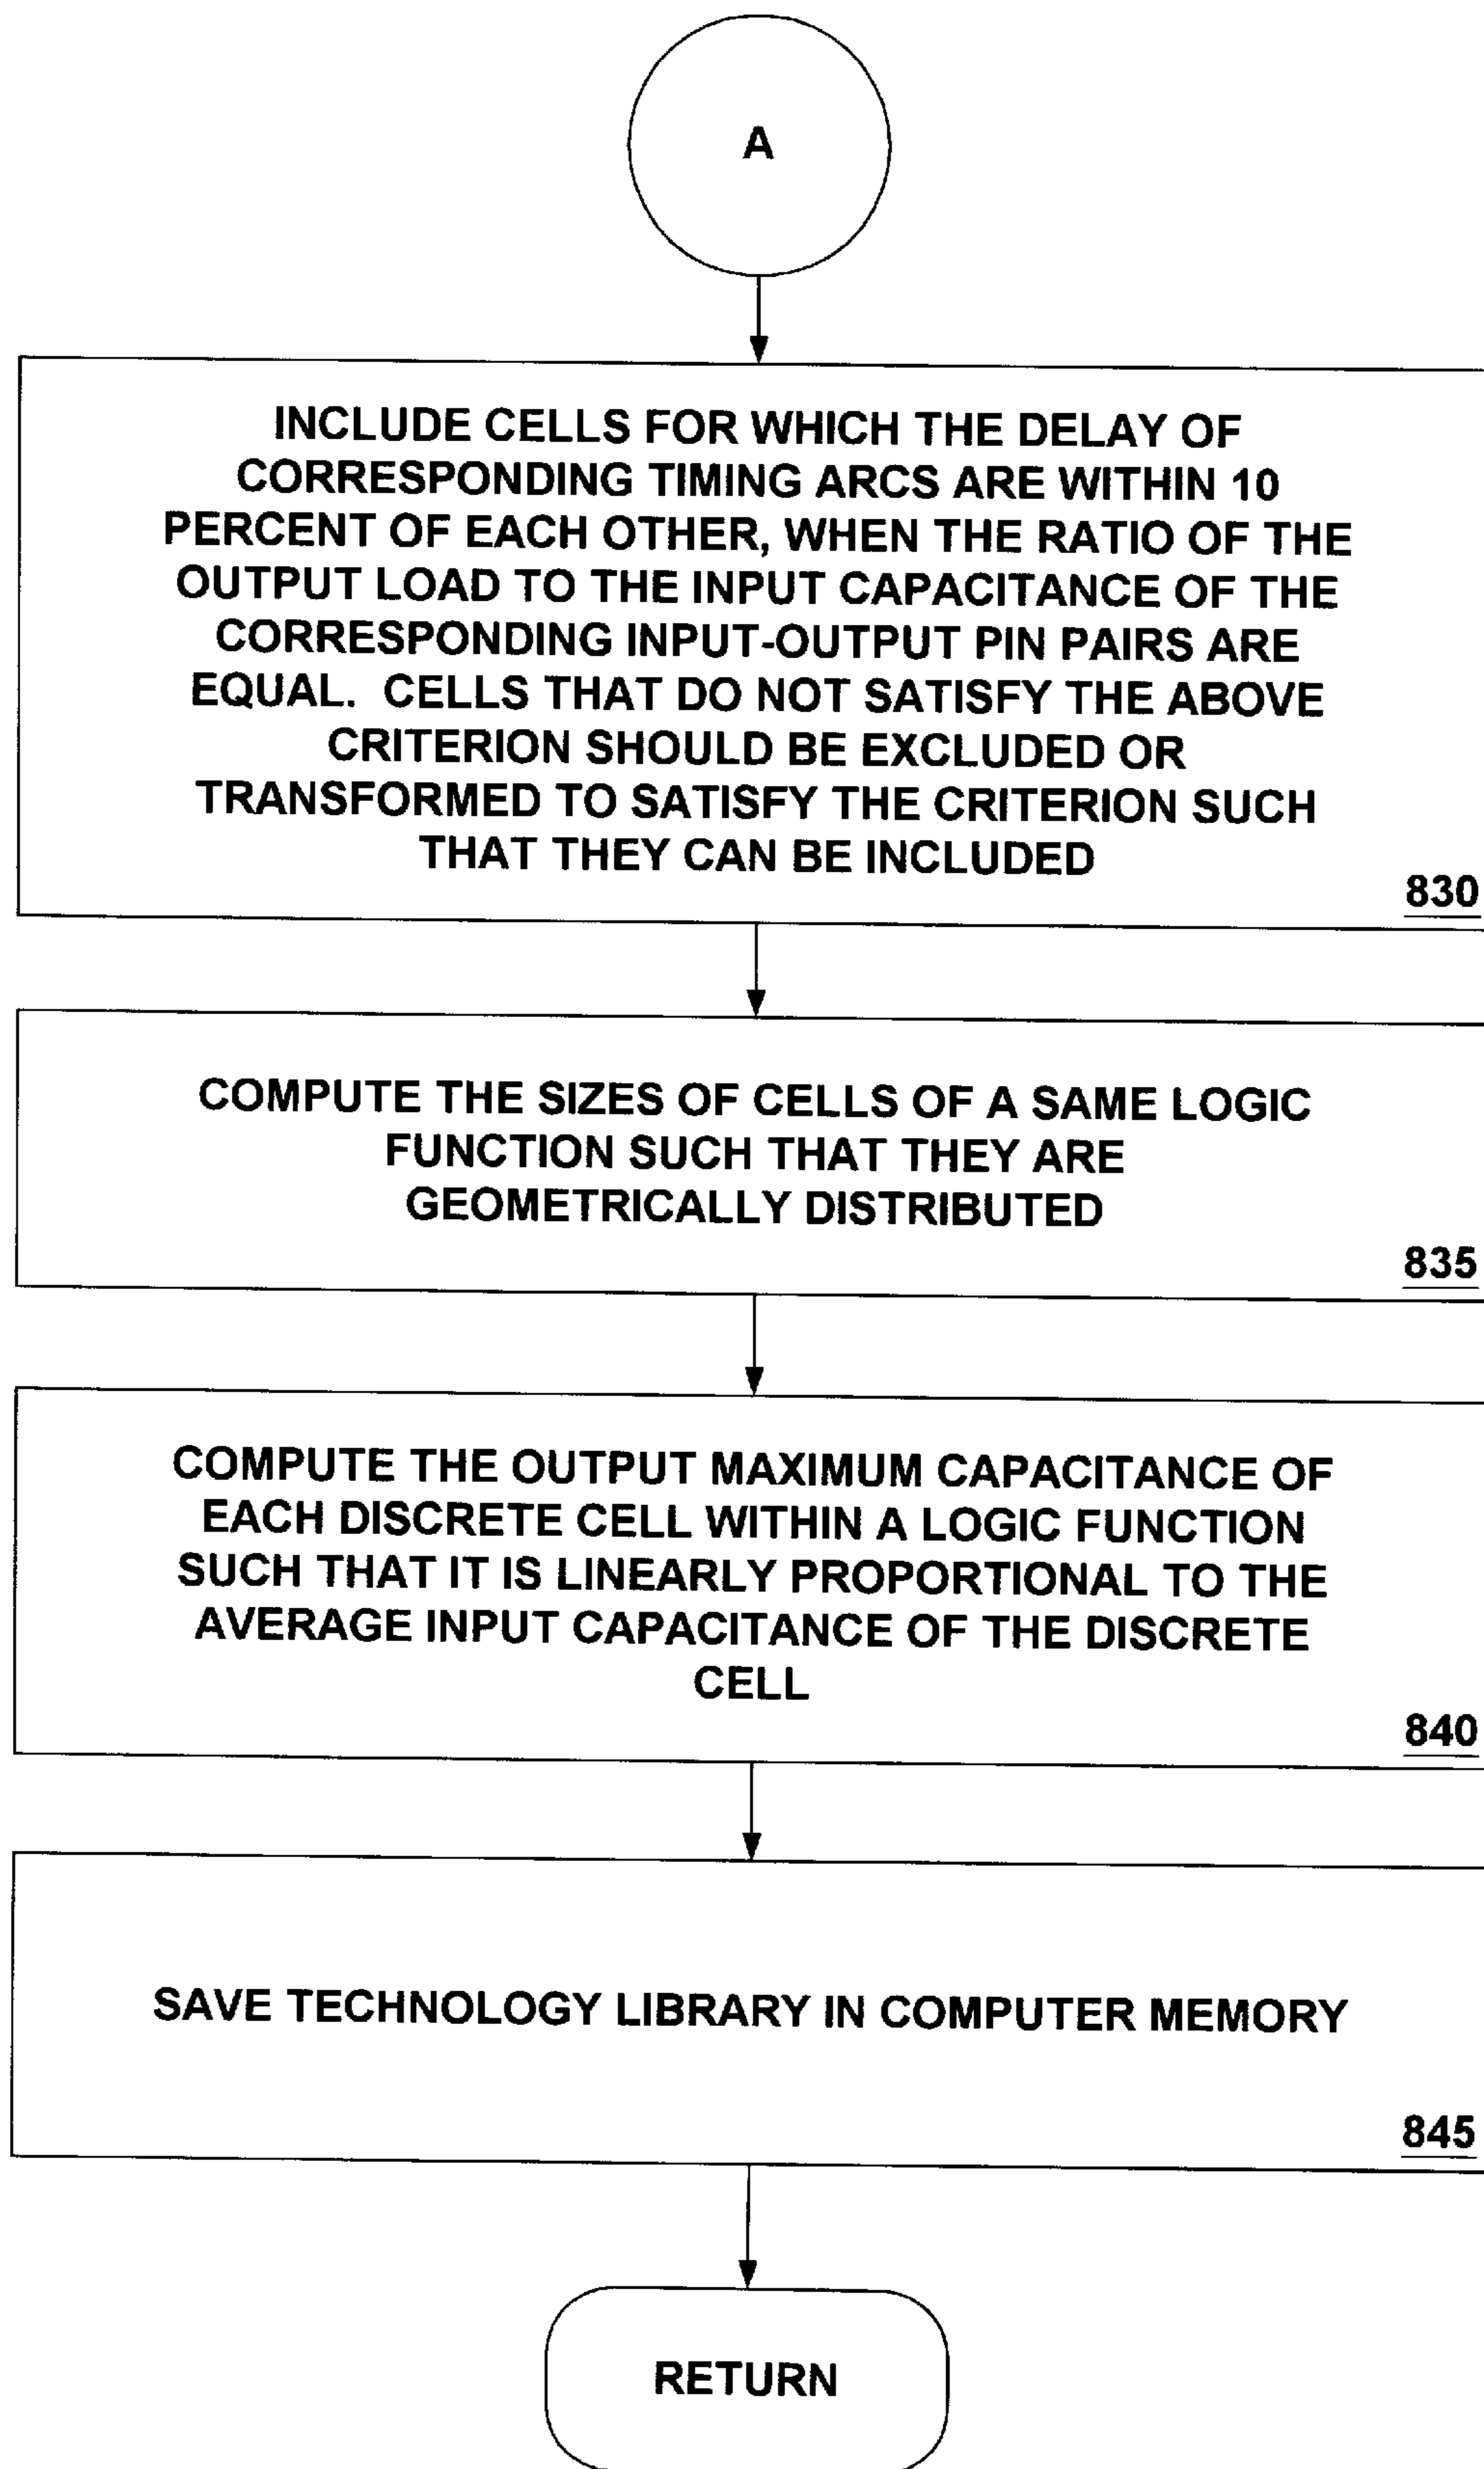 A
INCLUDE CELLS FOR WHICH THE DELAY OF
CORRESPONDING TIMING ARCS ARE WITHIN 10
PERCENT OF EACH OTHER, WHEN THE RATIO OF THE
OUTPUT LOAD TO THE INPUT CAPACITANCE OF THE
CORRESPONDING INPUT-OUTPUT PIN PAIRS ARE
EQUAL. CELLS THAT DO NOT SATISFY THE ABOVE
CRITERION SHOULD BE EXCLUDED OR
TRANSFORMED TO SATISFY THE CRITERION SUCH
THAT THEY CAN BE INCLUDED
830
COMPUTE THE SIZES OF CELLS OF A SAME LOGIC
FUNCTION SUCH THAT THEY ARE
GEOMETRICALLY DISTRIBUTED
835
COMPUTE THE OUTPUT MAXIMUM CAPACITANCE OF
EACH DISCRETE CELL WITHIN A LOGIC FUNCTION
SUCH THAT IT IS LINEARLY PROPORTIONAL TO THE
AVERAGE INPUT CAPACITANCE OF THE DISCRETE
CELL
840
SAVE TECHNOLOGY LIBRARY IN COMPUTER MEMORY
845
RETURN